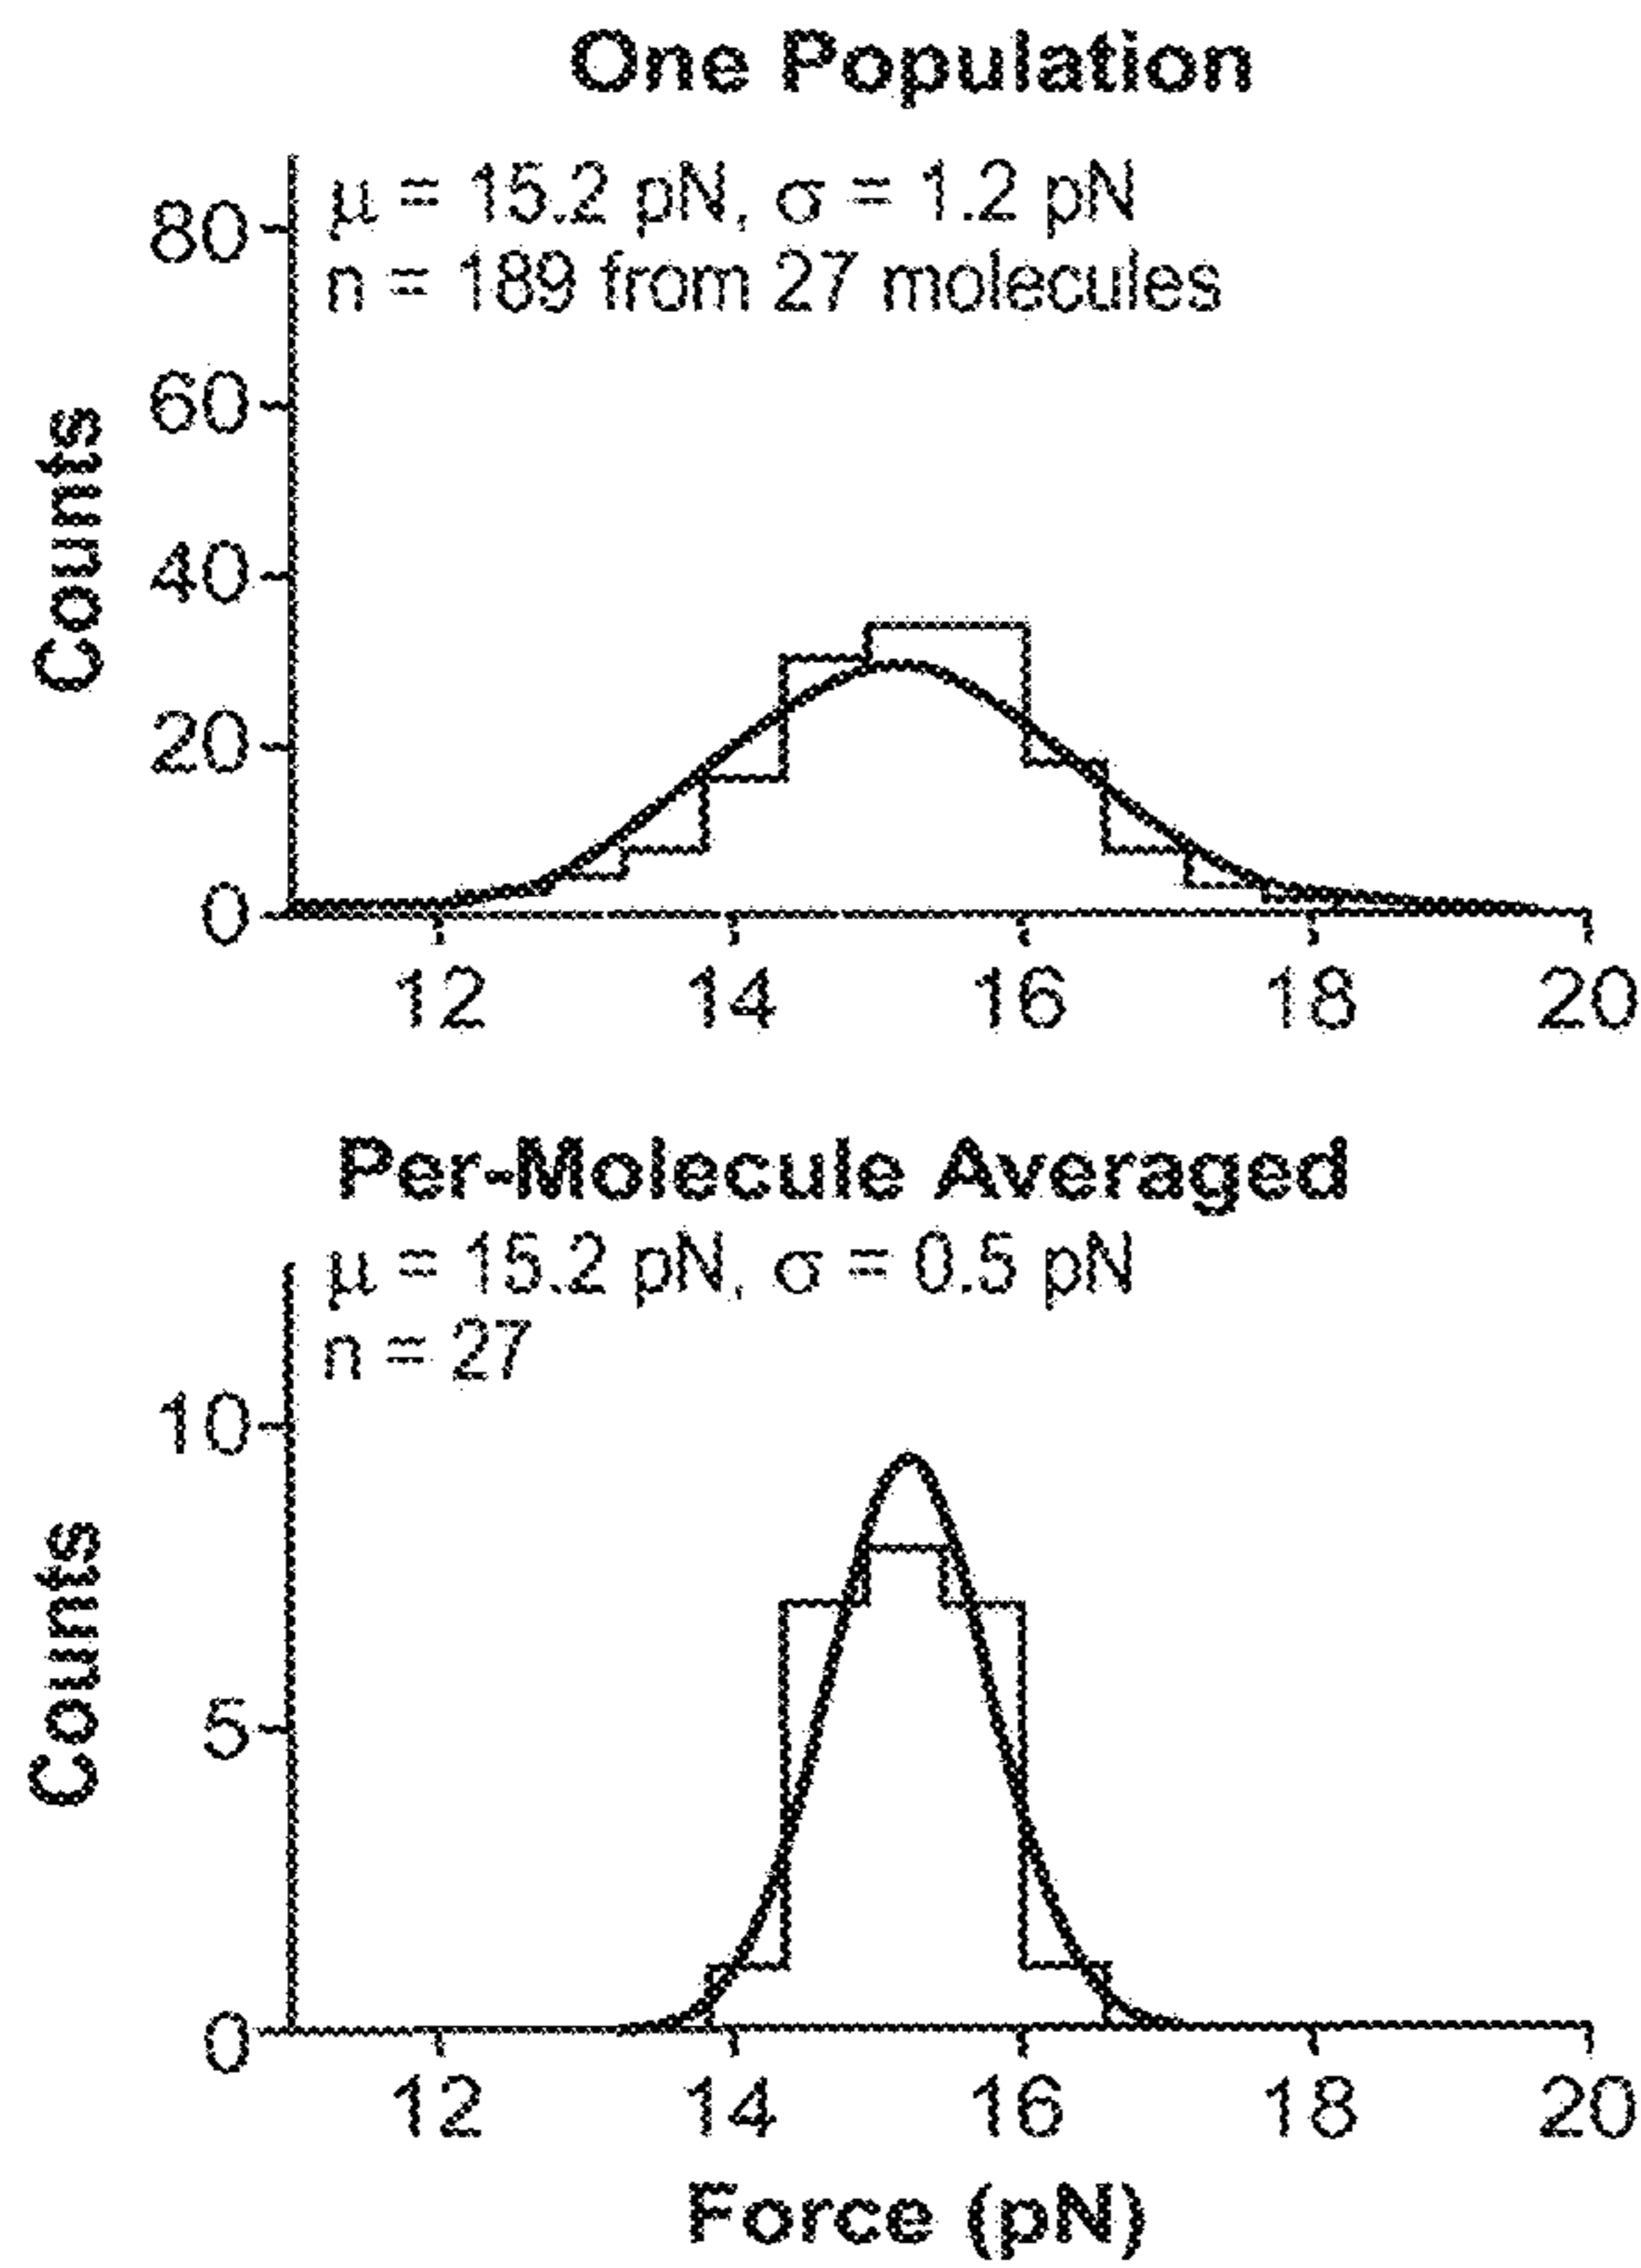 One Population
μ = 15.2 pN, σ = 1.2 pN
n = 189 from 27 molecules
80
60
40
20
0
Counts
12 14 16 18 20
Per-Molecule Averaged
μ = 15.2 pN, σ = 0.5 pN
n = 27
10
5
0
Counts
12 14 16 18 20
Force (pN)